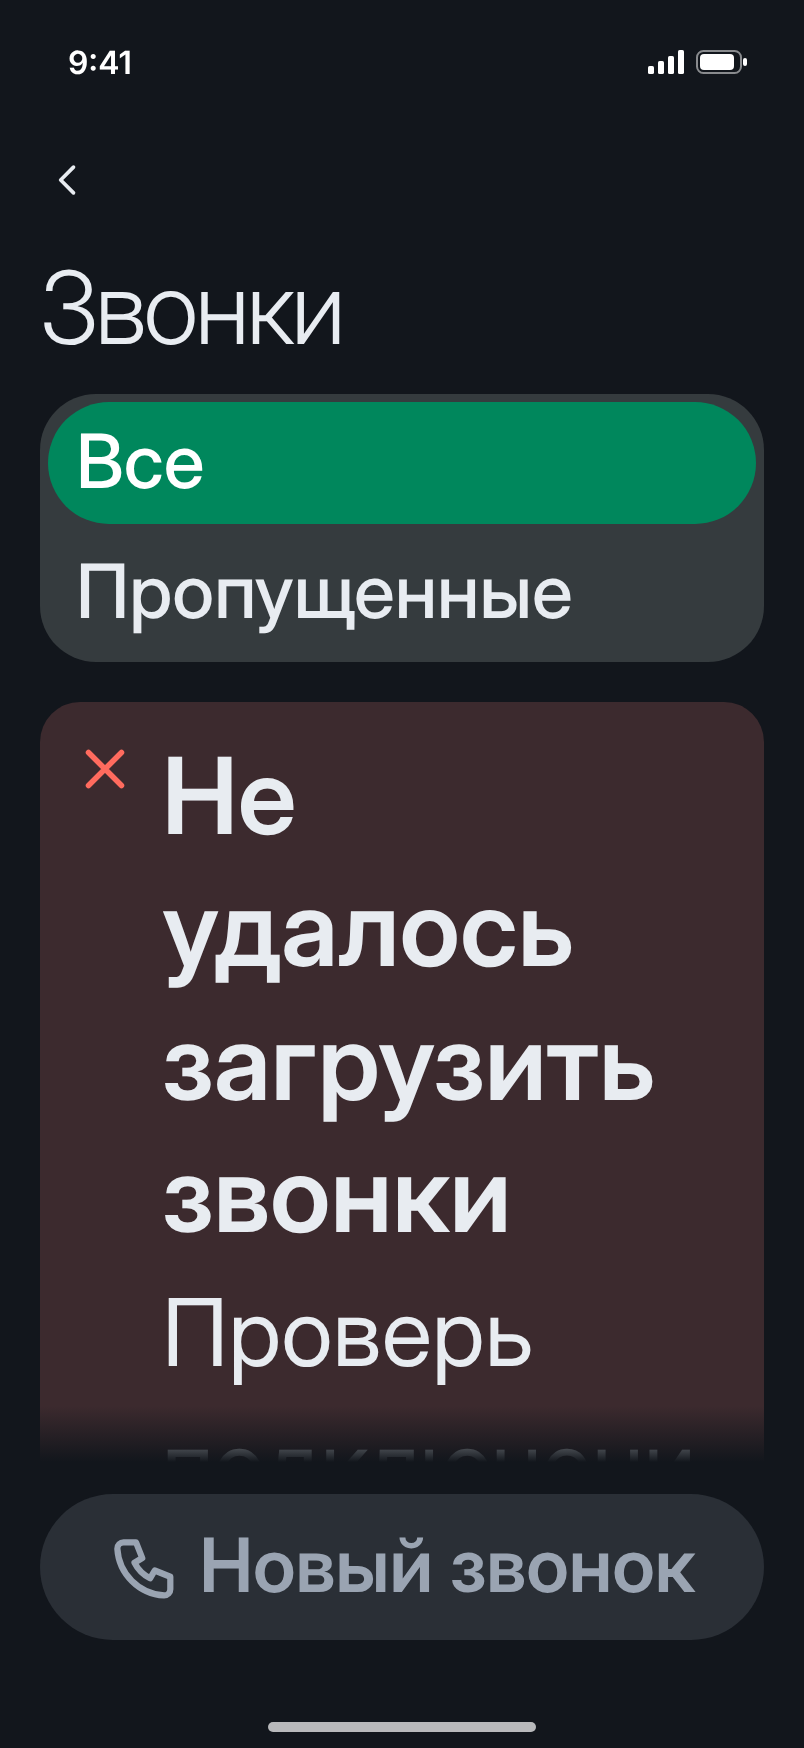 9:41
Звонки
Все
Пропущенные
Не
удалось
загрузить
звонки
Проверь
Новый звонок